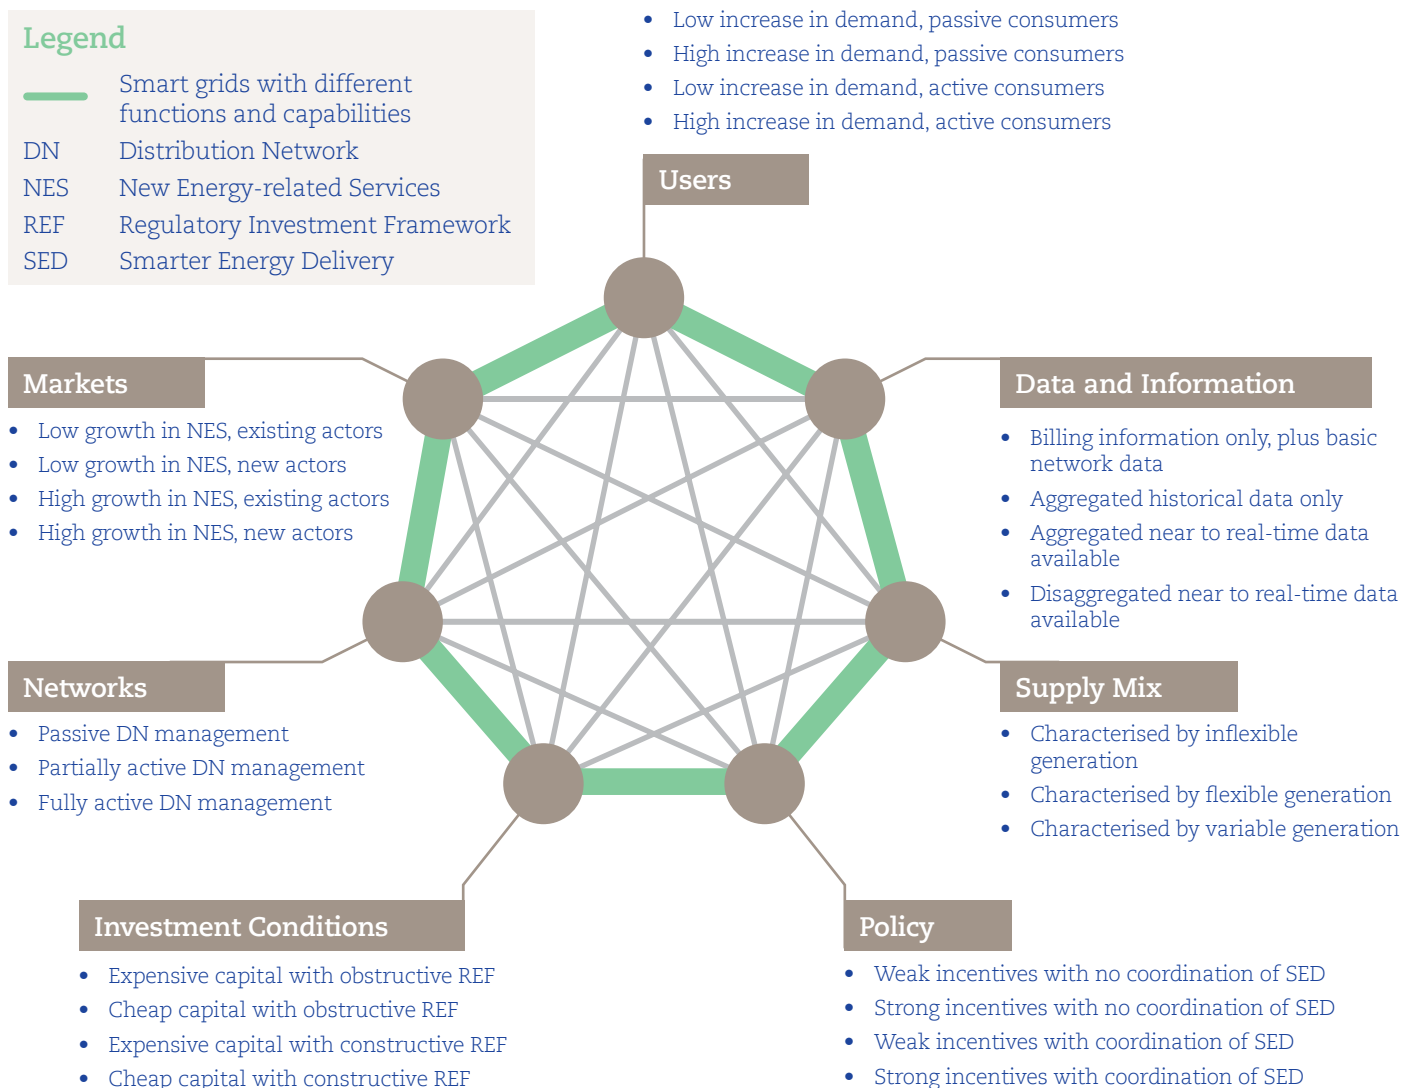 Legend
Smart grids with different
functions and capabilities
DN Distribution Network
NES New Energy-related Services
REF Regulatory Investment Framework
SED Smarter Energy Delivery
• Low increase in demand, passive consumers
• High increase in demand, passive consumers
• Low increase in demand, active consumers
• High increase in demand, active consumers
Users
Markets
• Low growth in NES, existing actors
• Low growth in NES, new actors
• High growth in NES, existing actors
• High growth in NES, new actors
Data and Information
• Billing information only, plus basic
network data
• Aggregated historical data only
• Aggregated near to real-time data
available
• Disaggregated near to real-time data
available
Networks
• Passive DN management
• Partially active DN management
• Fully active DN management
Supply Mix
• Characterised by inflexible
generation
• Characterised by flexible generation
• Characterised by variable generation
Investment Conditions
• Expensive capital with obstructive REF
• Cheap capital with obstructive REF
• Expensive capital with constructive REF
• Cheap capital with constructive REF
Policy
• Weak incentives with no coordination of SED
• Strong incentives with no coordination of SED
• Weak incentives with coordination of SED
• Strong incentives with coordination of SED